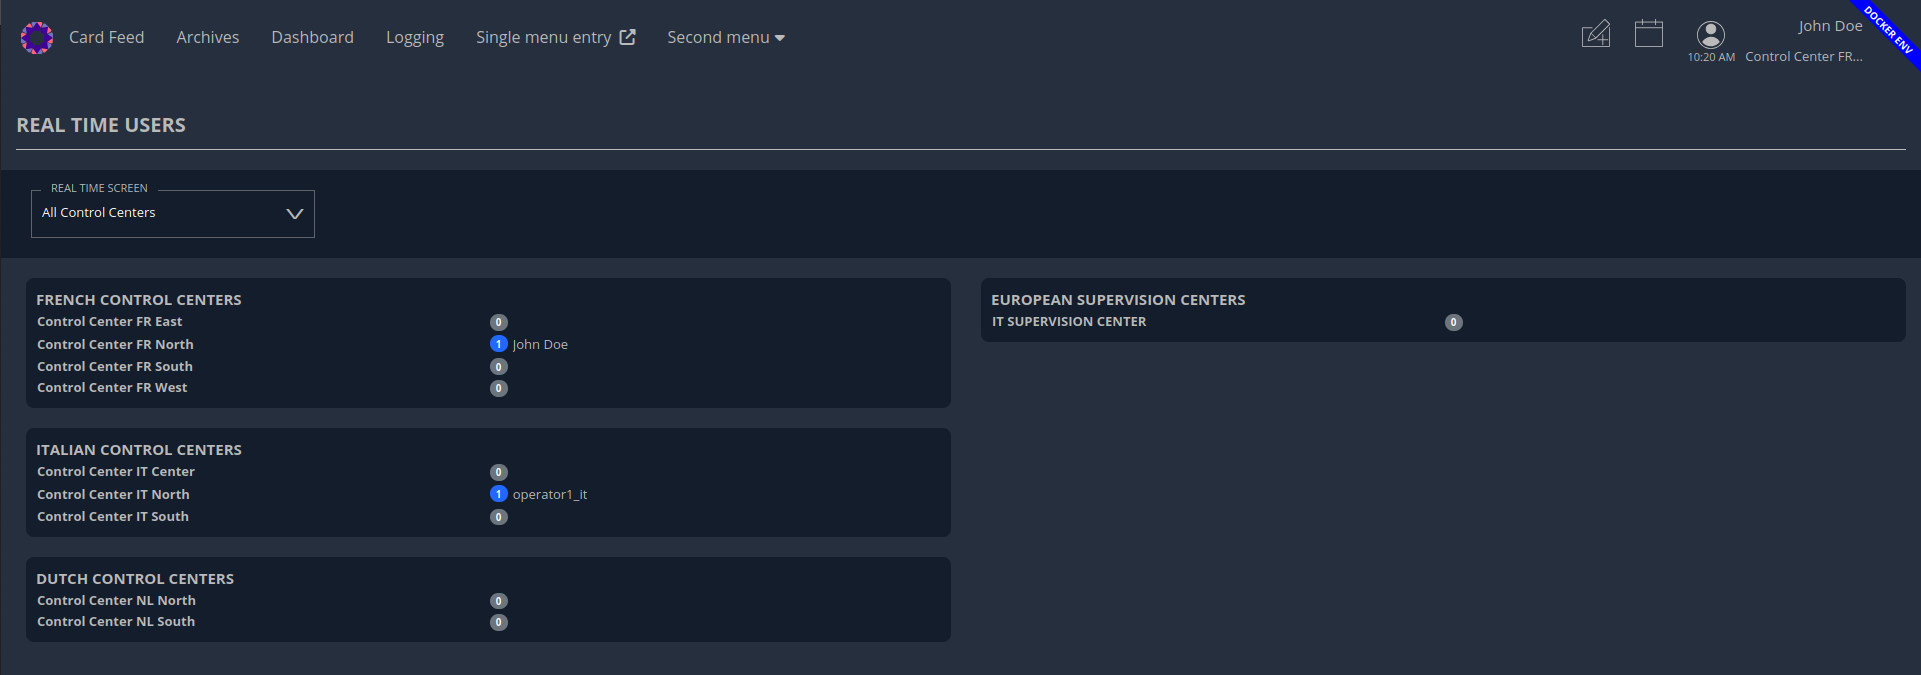 Card Feed Archives Dashboard Logging Single menu entry Second menu
10:20 AM
John Doe
Control Center FR...
DOCKER ENV
REAL TIME USERS
REAL TIME SCREEN
All Control Centers
FRENCH CONTROL CENTERS
Control Center FR East 0
Control Center FR North 1 John Doe
Control Center FR South 0
Control Center FR West 0
ITALIAN CONTROL CENTERS
Control Center IT Center 0
Control Center IT North 1 operator1_it
Control Center IT South 0
DUTCH CONTROL CENTERS
Control Center NL North 0
Control Center NL South 0
EUROPEAN SUPERVISION CENTERS
IT SUPERVISION CENTER 0